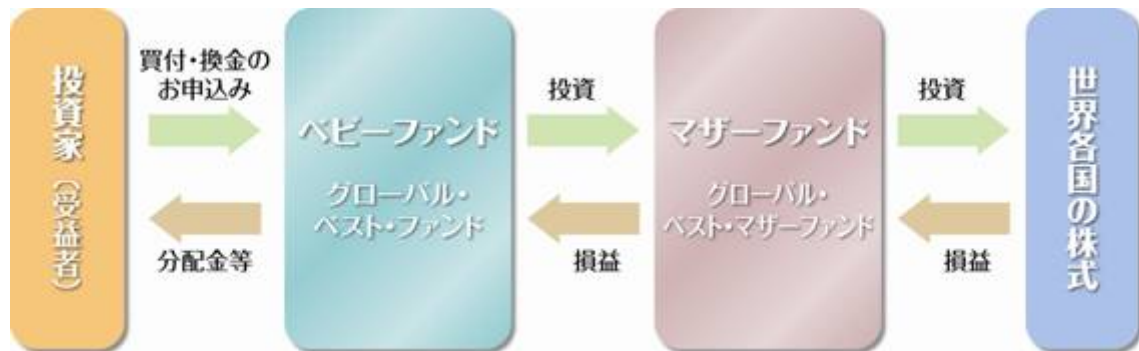 投資家（受益者）
買付・換金の
お申込み
分配金等
ベビーファンド
グローバル・
ベスト・ファンド
投資
損益
マザーファンド
グローバル・
ベスト・マザーファンド
投資
損益
世界各国の株式